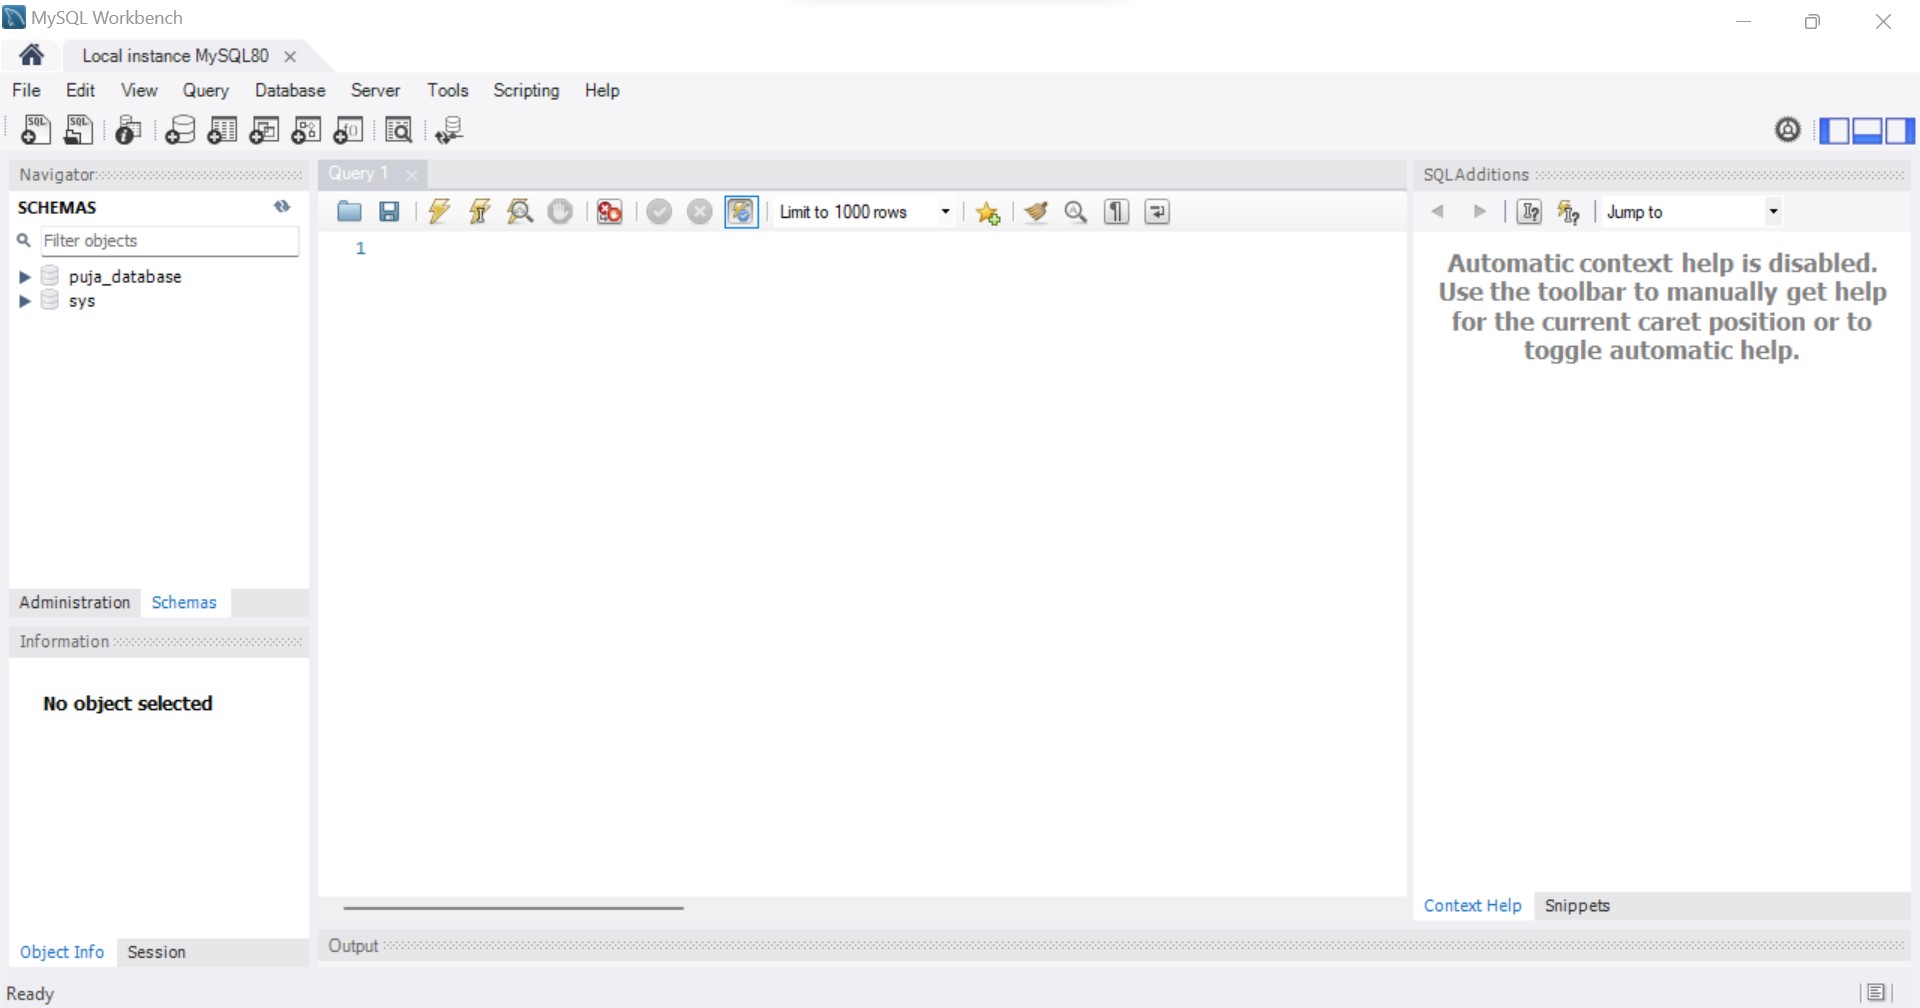 MySQL Workbench
Local instance MySQL80
File Edit View Query Database Server Tools Scripting Help
SQL SQL
Navigator
SCHEMAS
Filter objects
puja_database
sys
Administration Schemas
Information
No object selected
Object Info Session
Query 1
Limit to 1000 rows
1
Output
SQLAdditions
Jump to
Automatic context help is disabled.
Use the toolbar to manually get help
for the current caret position or to
toggle automatic help.
Context Help Snippets
Ready